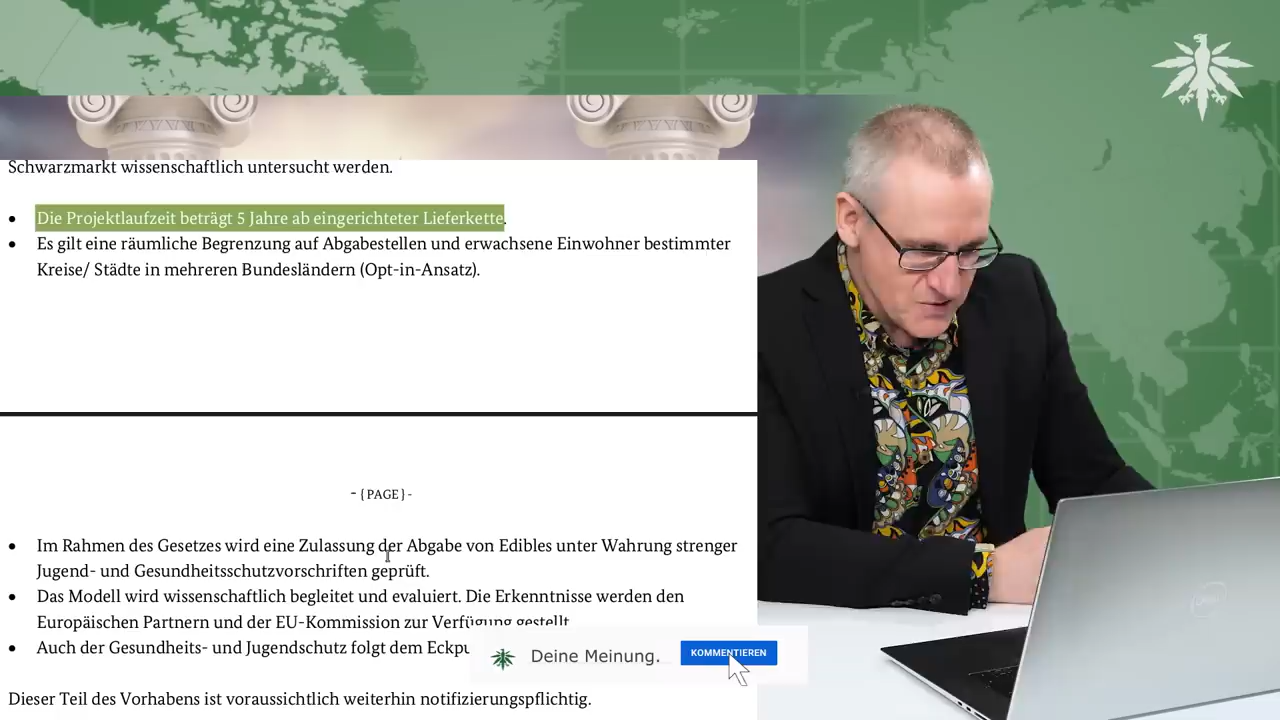 Schwarzmarkt wissenschaftlich untersucht werden.
• Die Projektlaufzeit beträgt 5 Jahre ab eingerichteter Lieferkette.
• Es gilt eine räumliche Begrenzung auf Abgabestellen und erwachsene Einwohner bestimmter
Kreise/ Städte in mehreren Bundesländern (Opt-in-Ansatz).
- {PAGE} -
• Im Rahmen des Gesetzes wird eine Zulassung der Abgabe von Edibles unter Wahrung strenger
Jugend- und Gesundheitsschutzvorschriften geprüft.
• Das Modell wird wissenschaftlich begleitet und evaluiert. Die Erkenntnisse werden den
Europäischen Partnern und der EU-Kommission zur Verfügung gestellt
• Auch der Gesundheits- und Jugendschutz folgt dem Eckpu
Deine Meinung.
KOMMENTIEREN
Dieser Teil des Vorhabens ist voraussichtlich weiterhin notifizierungspflichtig.